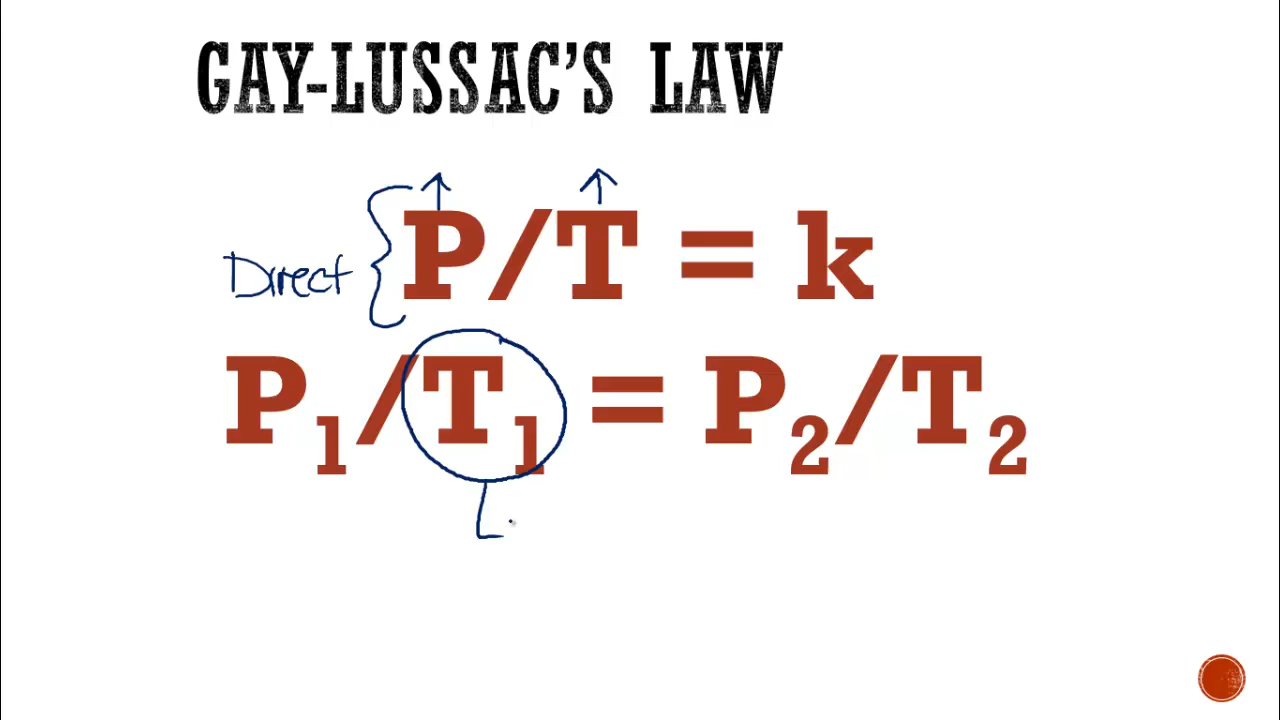 GAY-LUSSAC'S LAW
Direct P/T = k
P₁/T₁ = P₂/T₂